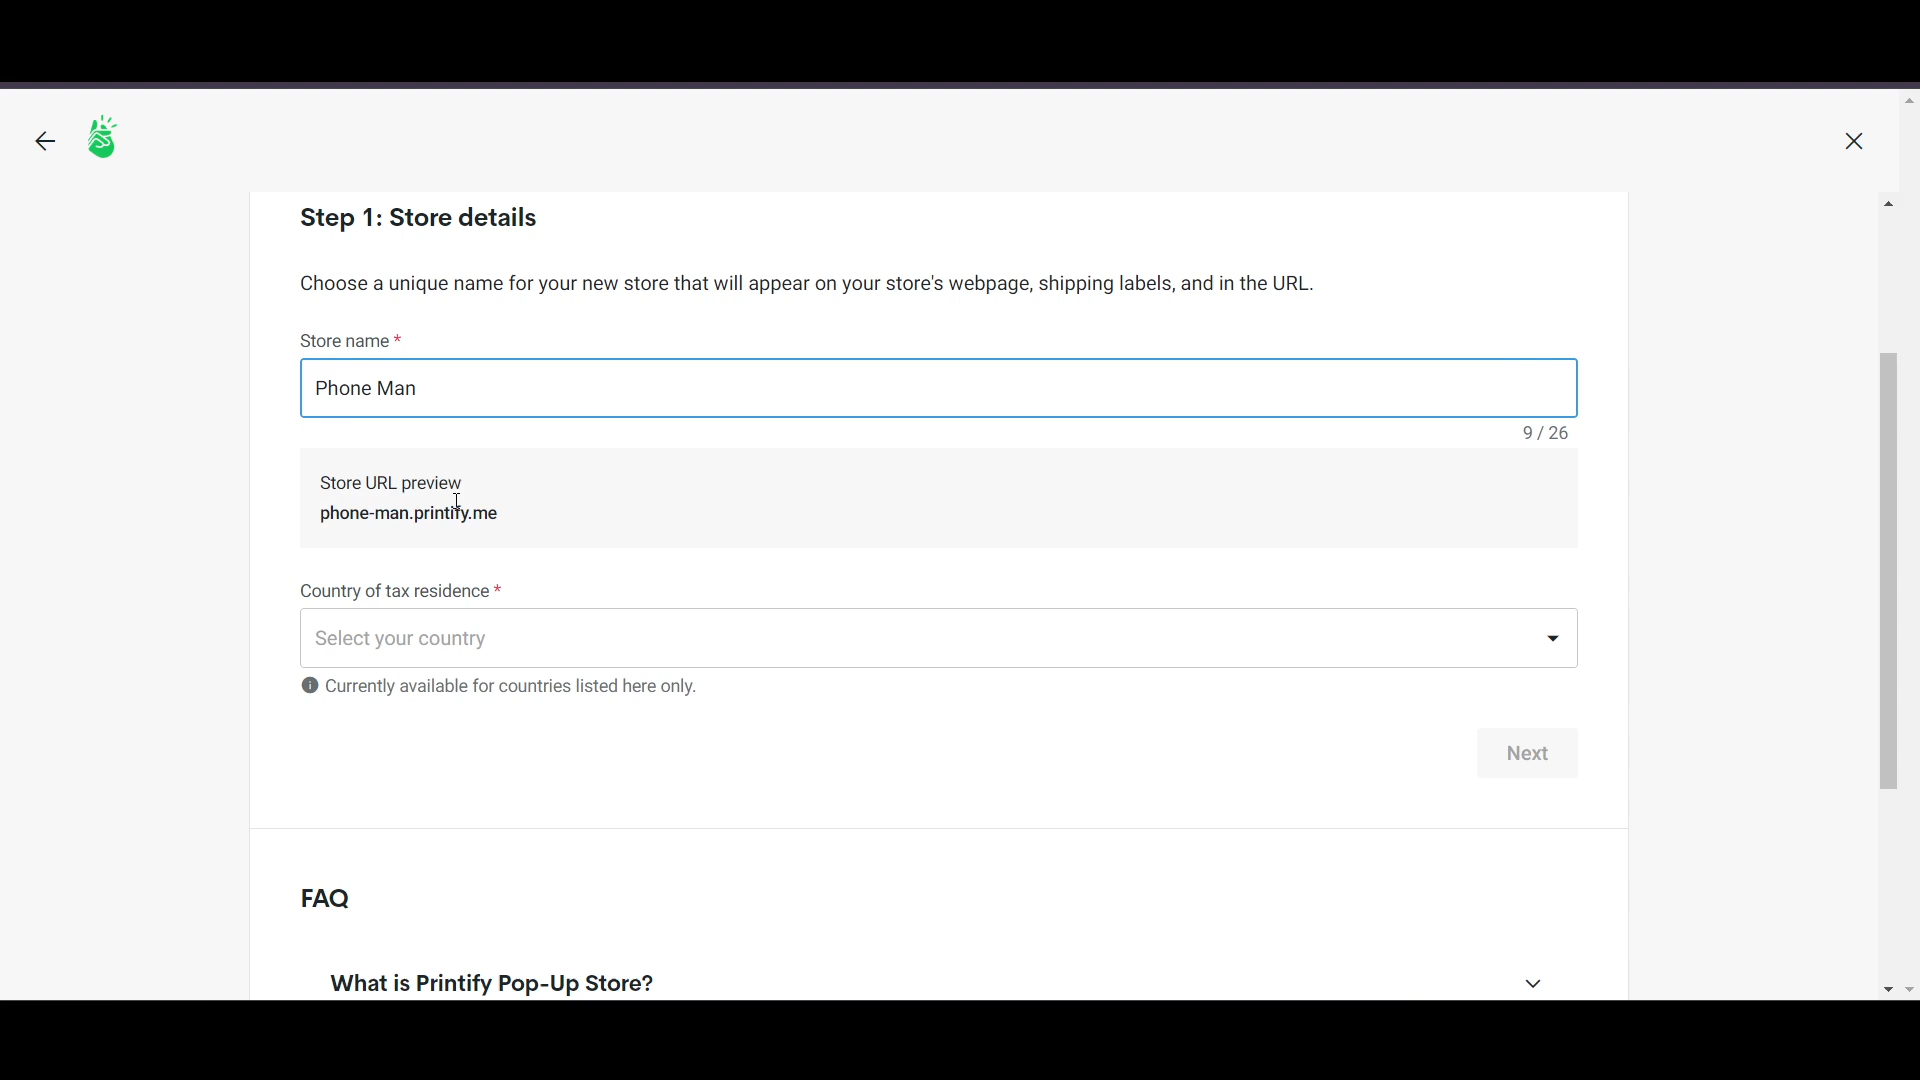 Step 1: Store details
Choose a unique name for your new store that will appear on your store's webpage, shipping labels, and in the URL.
Store name *
Phone Man
9 / 26
Store URL preview
phone-man.printify.me
Country of tax residence *
Select your country
Currently available for countries listed here only.
Next
FAQ
What is Printify Pop-Up Store?